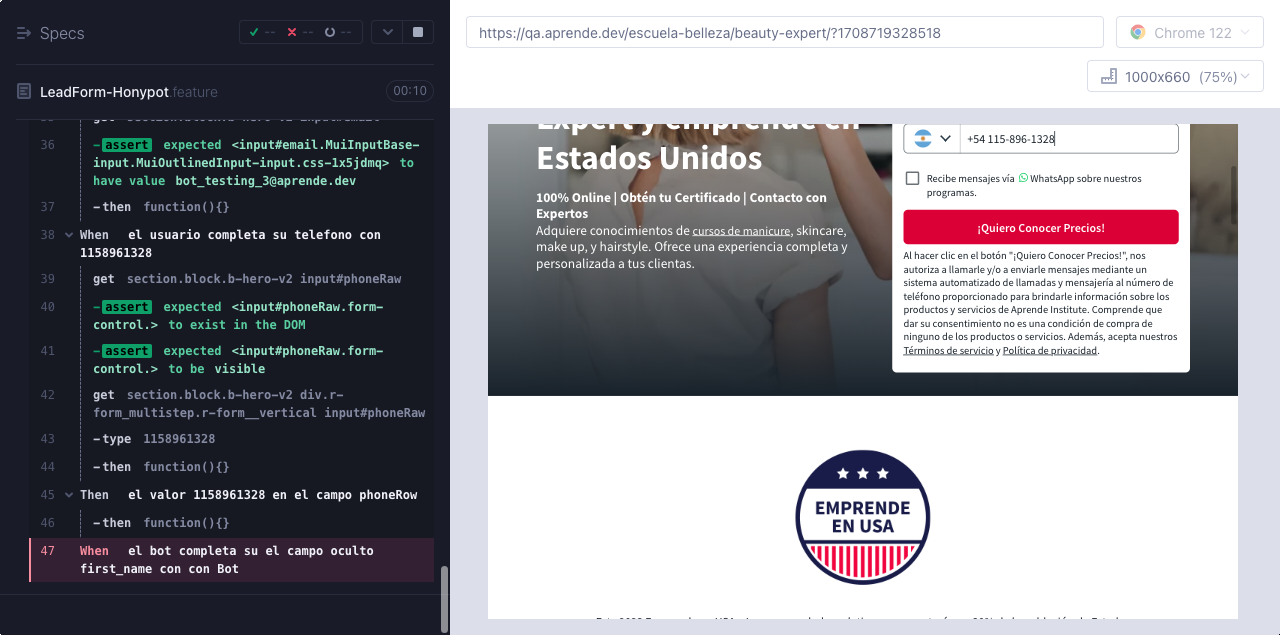 Specs
-- -- --
LeadForm-Honypot.feature
00:10
get section.block.b-hero-v2 input#email
36 -assert expected <input#email.MuiInputBase-
input.MuiOutlinedInput-input.css-1x5jdmq> to
have value bot_testing_3@aprende.dev
37 -then function(){}
38 When el usuario completa su telefono con
1158961328
39 get section.block.b-hero-v2 input#phoneRaw
40 -assert expected <input#phoneRaw.form-
control.> to exist in the DOM
41 -assert expected <input#phoneRaw.form-
control.> to be visible
42 get section.block.b-hero-v2 div.r-
form_multistep.r-form__vertical input#phoneRaw
43 -type 1158961328
44 -then function(){}
45 Then el valor 1158961328 en el campo phoneRow
46 -then function(){}
47 When el bot completa su el campo oculto
first_name con con Bot
https://qa.aprende.dev/escuela-belleza/beauty-expert/?1708719328518
Chrome 122
1000x660 (75%)
Expert y emprende en
Estados Unidos
100% Online | Obtén tu Certificado | Contacto con
Expertos
Adquiere conocimientos de cursos de manicure, skincare,
make up, y hairstyle. Ofrece una experiencia completa y
personalizada a tus clientas.
+54 115-896-1328
Recibe mensajes vía WhatsApp sobre nuestros
programas.
¡Quiero Conocer Precios!
Al hacer clic en el botón "¡Quiero Conocer Precios!", nos
autoriza a llamarle y/o a enviarle mensajes mediante un
sistema automatizado de llamadas y mensajería al número de
teléfono proporcionado para brindarle información sobre los
productos y servicios de Aprende Institute. Comprende que
dar su consentimiento no es una condición de compra de
ninguno de los productos o servicios. Además, acepta nuestros
Términos de servicio y Política de privacidad.
EMPRENDE
EN USA